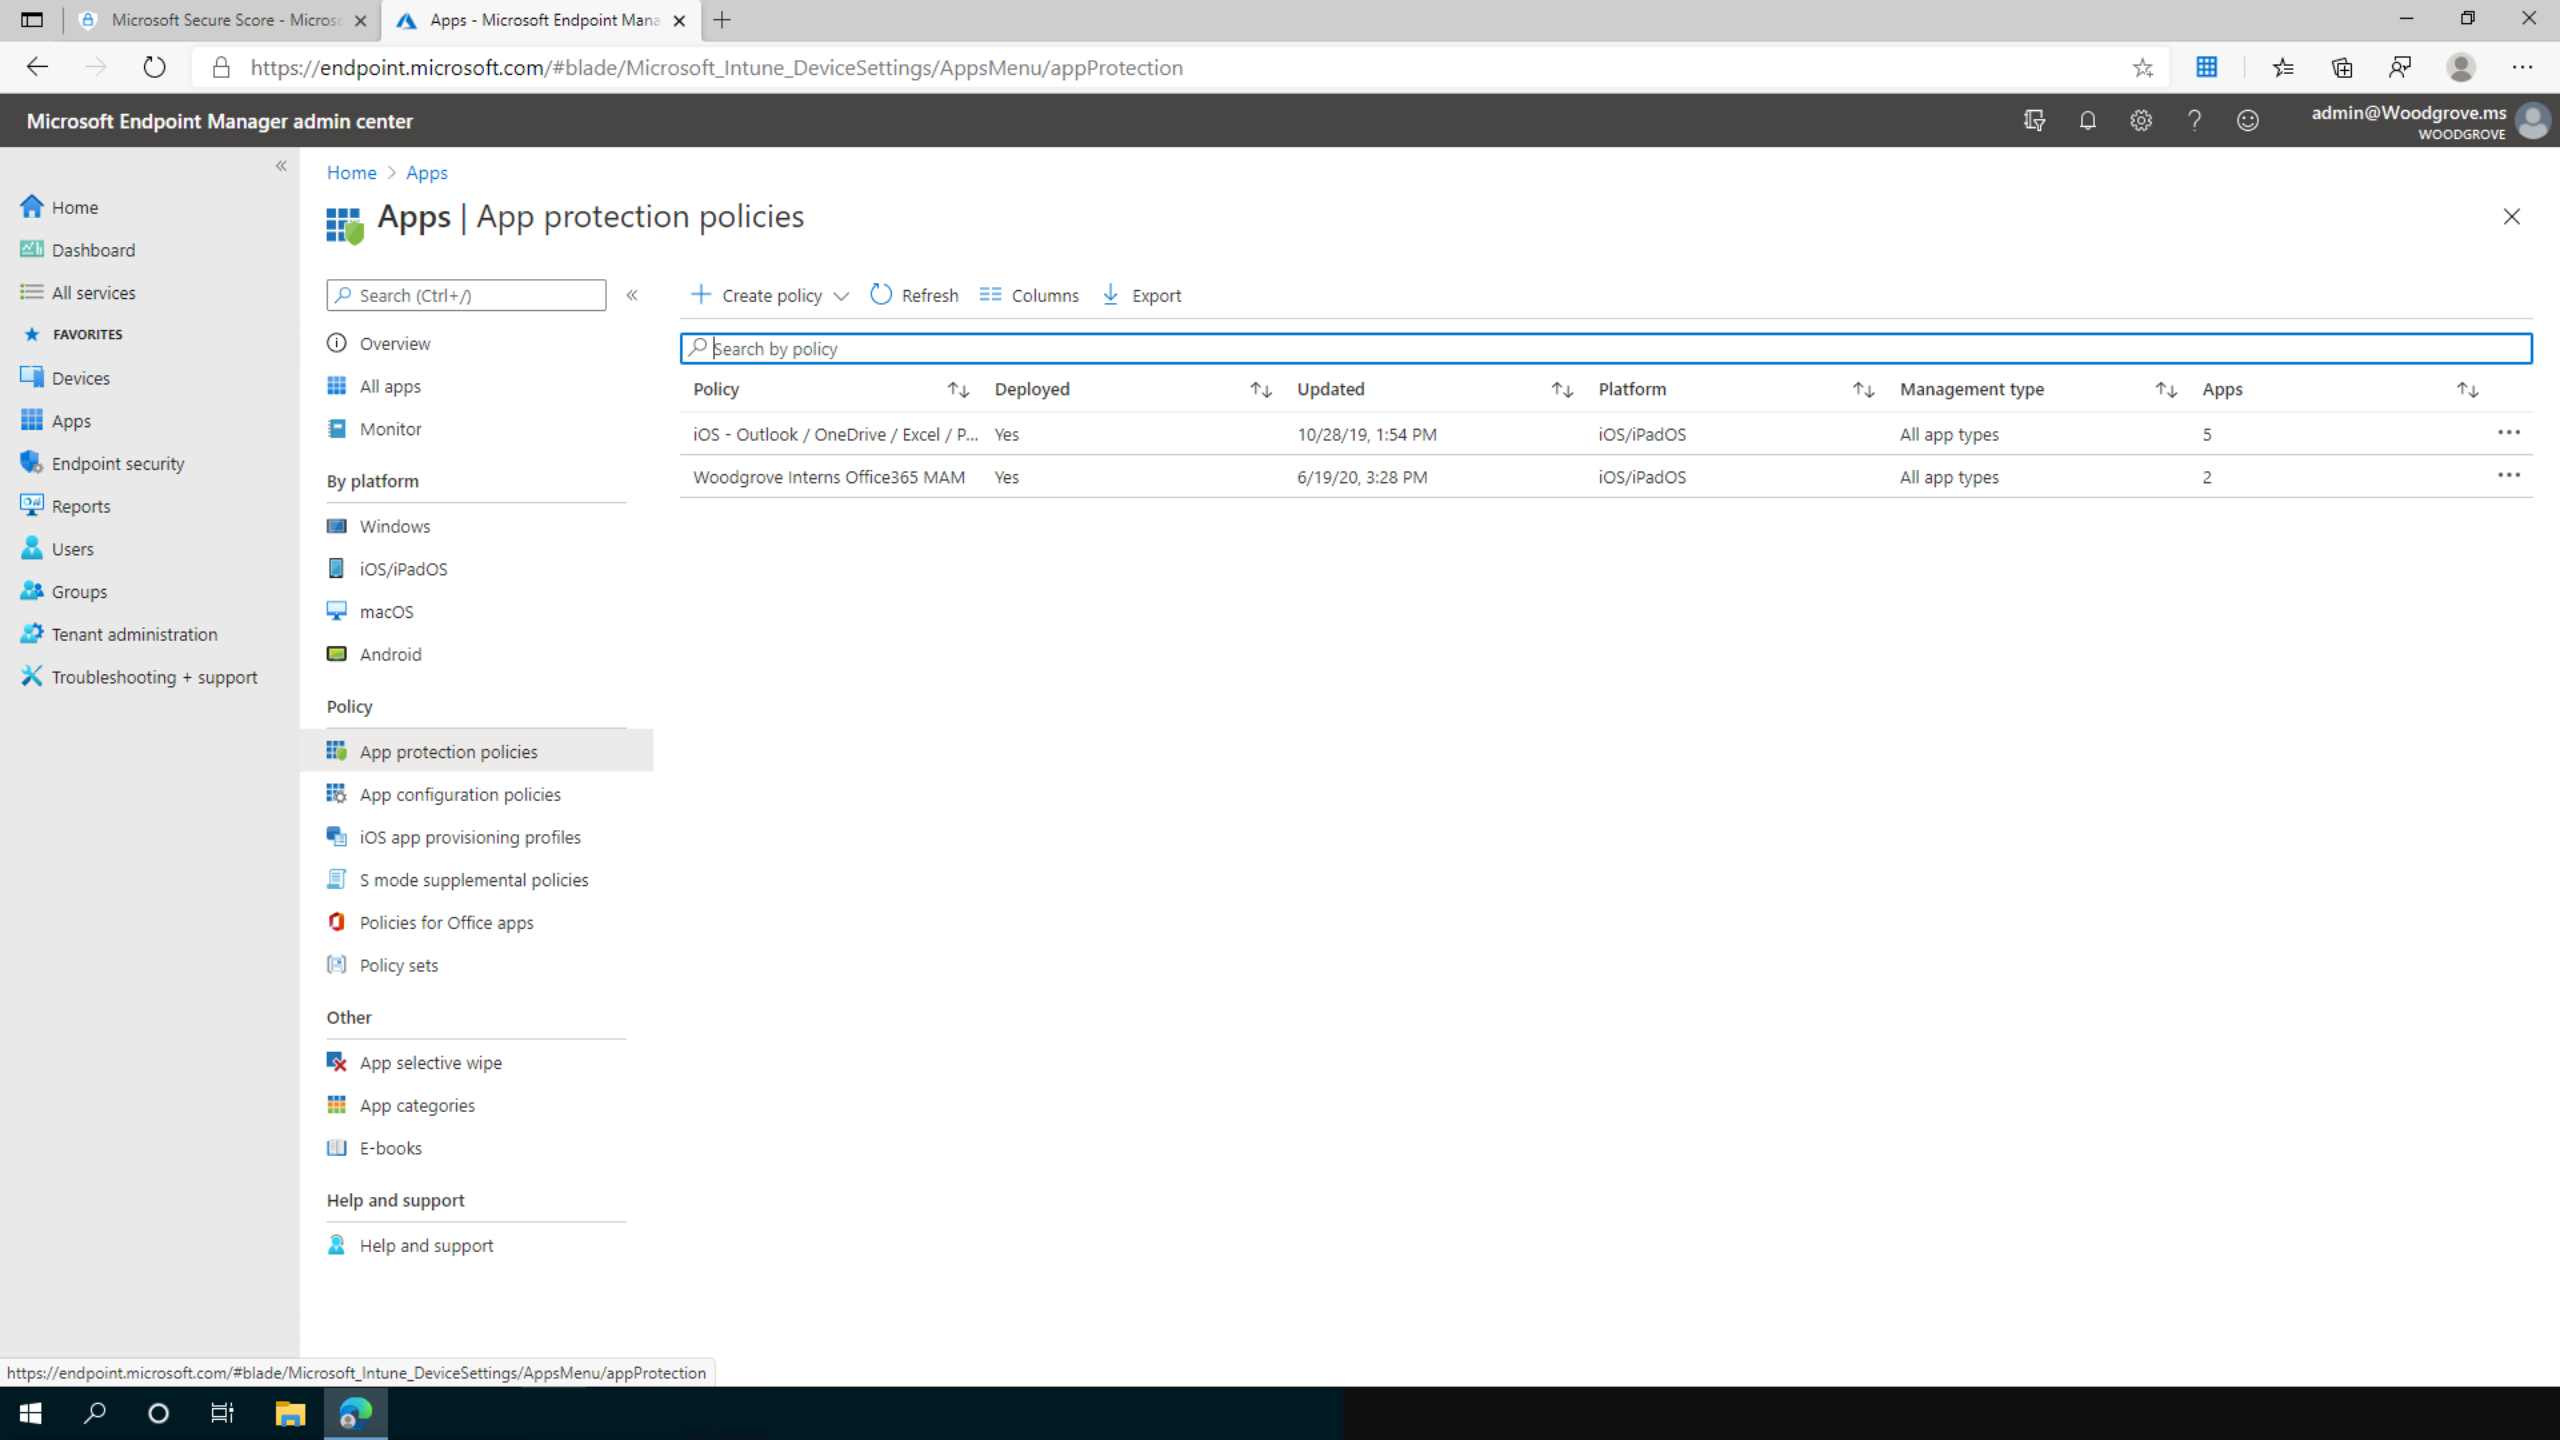 Microsoft Secure Score - Micros
Apps - Microsoft Endpoint Mana
https://endpoint.microsoft.com/#blade/Microsoft_Intune_DeviceSettings/AppsMenu/appProtection
Microsoft Endpoint Manager admin center
admin@Woodgrove.ms
WOODGROVE
Home
Dashboard
All services
FAVORITES
Devices
Apps
Endpoint security
Reports
Users
Groups
Tenant administration
Troubleshooting + support
Home > Apps
Apps | App protection policies
Search (Ctrl+/)
Overview
All apps
Monitor
By platform
Windows
iOS/iPadOS
macOS
Android
Policy
App protection policies
App configuration policies
iOS app provisioning profiles
S mode supplemental policies
Policies for Office apps
Policy sets
Other
App selective wipe
App categories
E-books
Help and support
Help and support
Create policy Refresh Columns Export
Search by policy
Policy Deployed Updated Platform Management type Apps
iOS - Outlook / OneDrive / Excel / P... Yes 10/28/19, 1:54 PM iOS/iPadOS All app types 5
Woodgrove Interns Office365 MAM Yes 6/19/20, 3:28 PM iOS/iPadOS All app types 2
https://endpoint.microsoft.com/#blade/Microsoft_Intune_DeviceSettings/AppsMenu/appProtection